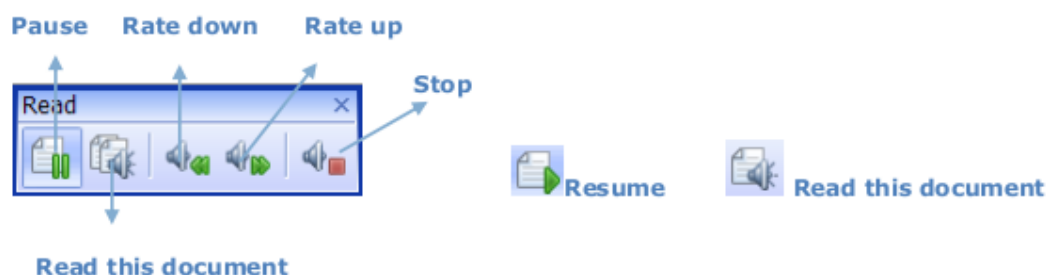 Pause Rate down Rate up
Stop
Read
Resume Read this document
Read this document